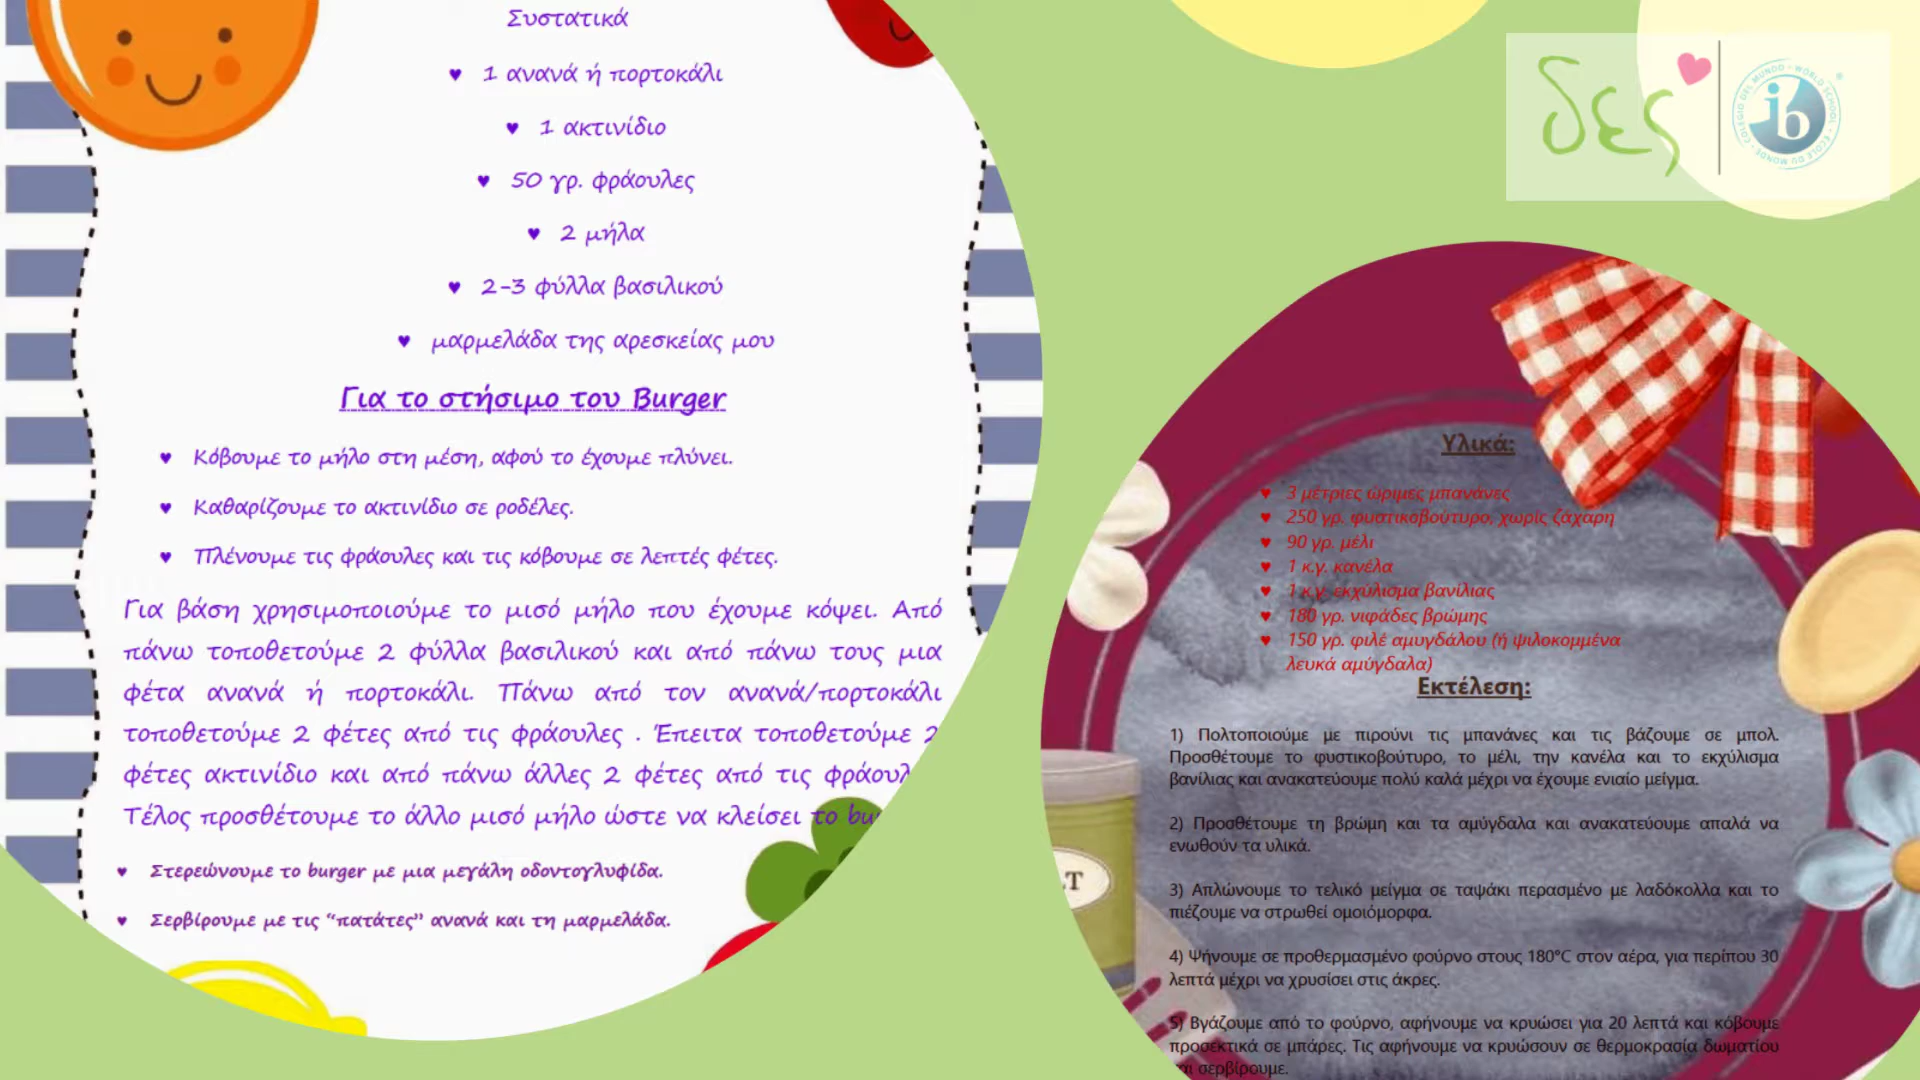 Συστατικά
♥ 1 ανανά ή πορτοκάλι
♥ 1 ακτινίδιο
♥ 50 γρ. φράουλες
♥ 2 μήλα
♥ 2-3 φύλλα βασιλικού
♥ μαρμελάδα της αρεσκείας μου
Για το στήσιμο του Burger
♥ Κόβουμε το μήλο στη μέση, αφού το έχουμε πλύνει.
♥ Καθαρίζουμε το ακτινίδιο σε ροδέλες.
♥ Πλένουμε τις φράουλες και τις κόβουμε σε λεπτές φέτες.
Για βάση χρησιμοποιούμε το μισό μήλο που έχουμε κόψει. Από
πάνω τοποθετούμε 2 φύλλα βασιλικού και από πάνω τους μια
φέτα ανανά ή πορτοκάλι. Πάνω από τον ανανά/πορτοκάλι
τοποθετούμε 2 φέτες από τις φράουλες . Έπειτα τοποθετούμε 2
φέτες ακτινίδιο και από πάνω άλλες 2 φέτες από τις
Τέλος προσθέτουμε το άλλο μισό μήλο ώστε να κλείσει το
♥ Στερεώνουμε το burger με μια μεγάλη οδοντογλυφίδα.
♥ Σερβίρουμε με τις “πατάτες” ανανά και τη μαρμελάδα.
δες
ib
COLEGIO DEL MUNDO • WORLD SCHOOL • ÉCOLE DU MONDE •
Υλικά:
♥ 3 μέτριες ώριμες μπανάνες
♥ 250 γρ. φυστικοβούτυρο, χωρίς ζάχαρη
♥ 90 γρ. μέλι
♥ 1 κ.γ. κανέλα
♥ 1 κ.γ. εκχύλισμα βανίλιας
♥ 180 γρ. νιφάδες βρώμης
♥ 150 γρ. φιλέ αμυγδάλου (ή ψιλοκομμένα
λευκά αμύγδαλα)
Εκτέλεση:
1) Πολτοποιούμε με πιρούνι τις μπανάνες και τις βάζουμε σε μπολ.
Προσθέτουμε το φυστικοβούτυρο, το μέλι, την κανέλα και το εκχύλισμα
βανίλιας και ανακατεύουμε πολύ καλά μέχρι να έχουμε ενιαίο μείγμα.
2) Προσθέτουμε τη βρώμη και τα αμύγδαλα και ανακατεύουμε απαλά να
ενωθούν τα υλικά.
3) Απλώνουμε το τελικό μείγμα σε ταψάκι περασμένο με λαδόκολλα και το
πιέζουμε να στρωθεί ομοιόμορφα.
4) Ψήνουμε σε προθερμασμένο φούρνο στους 180°C στον αέρα, για περίπου 30
λεπτά μέχρι να χρυσίσει στις άκρες.
5) Βγάζουμε από το φούρνο, αφήνουμε να κρυώσει για 20 λεπτά και κόβουμε
προσεκτικά σε μπάρες. Τις αφήνουμε να κρυώσουν σε θερμοκρασία δωματίου
και σερβίρουμε.